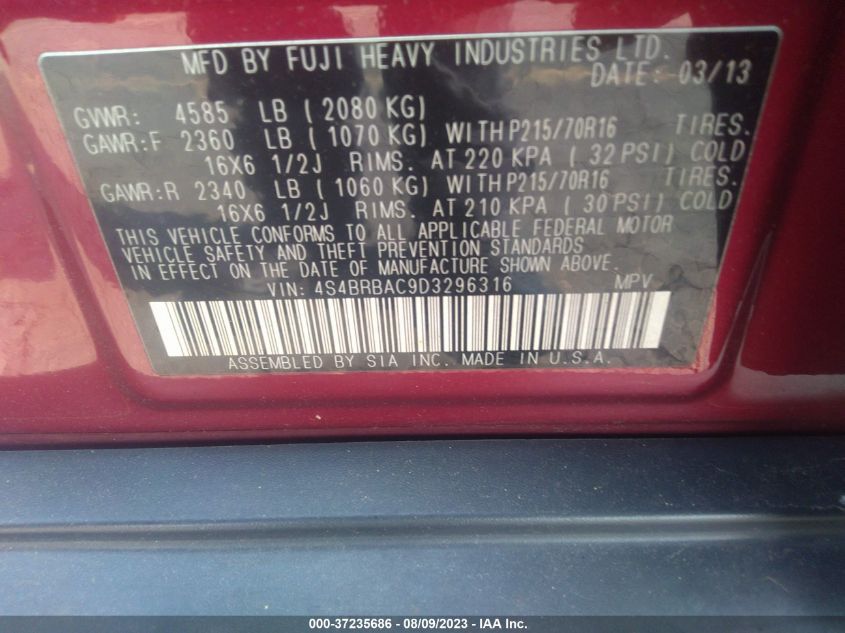 MFD BY FUJI HEAVY INDUSTRIES LTD.
DATE: 03/13
GVWR: 4585 LB (2080 KG)
GAWR:F 2360 LB (1070 KG) WITH P215/70R16 TIRES.
16X6 1/2J RIMS. AT 220 KPA (32 PSI) COLD
GAWR:R 2340 LB (1060 KG) WITH P215/70R16 TIRES.
16X6 1/2J RIMS. AT 210 KPA (30 PSI) COLD
THIS VEHICLE CONFORMS TO ALL APPLICABLE FEDERAL MOTOR
VEHICLE SAFETY AND THEFT PREVENTION STANDARDS
IN EFFECT ON THE DATE OF MANUFACTURE SHOWN ABOVE.
VIN: 4S4BRBAC9D3296316 MPV
ASSEMBLED BY SIA INC. MADE IN U.S.A.
000-37235686 - 08/09/2023 - IAA Inc.